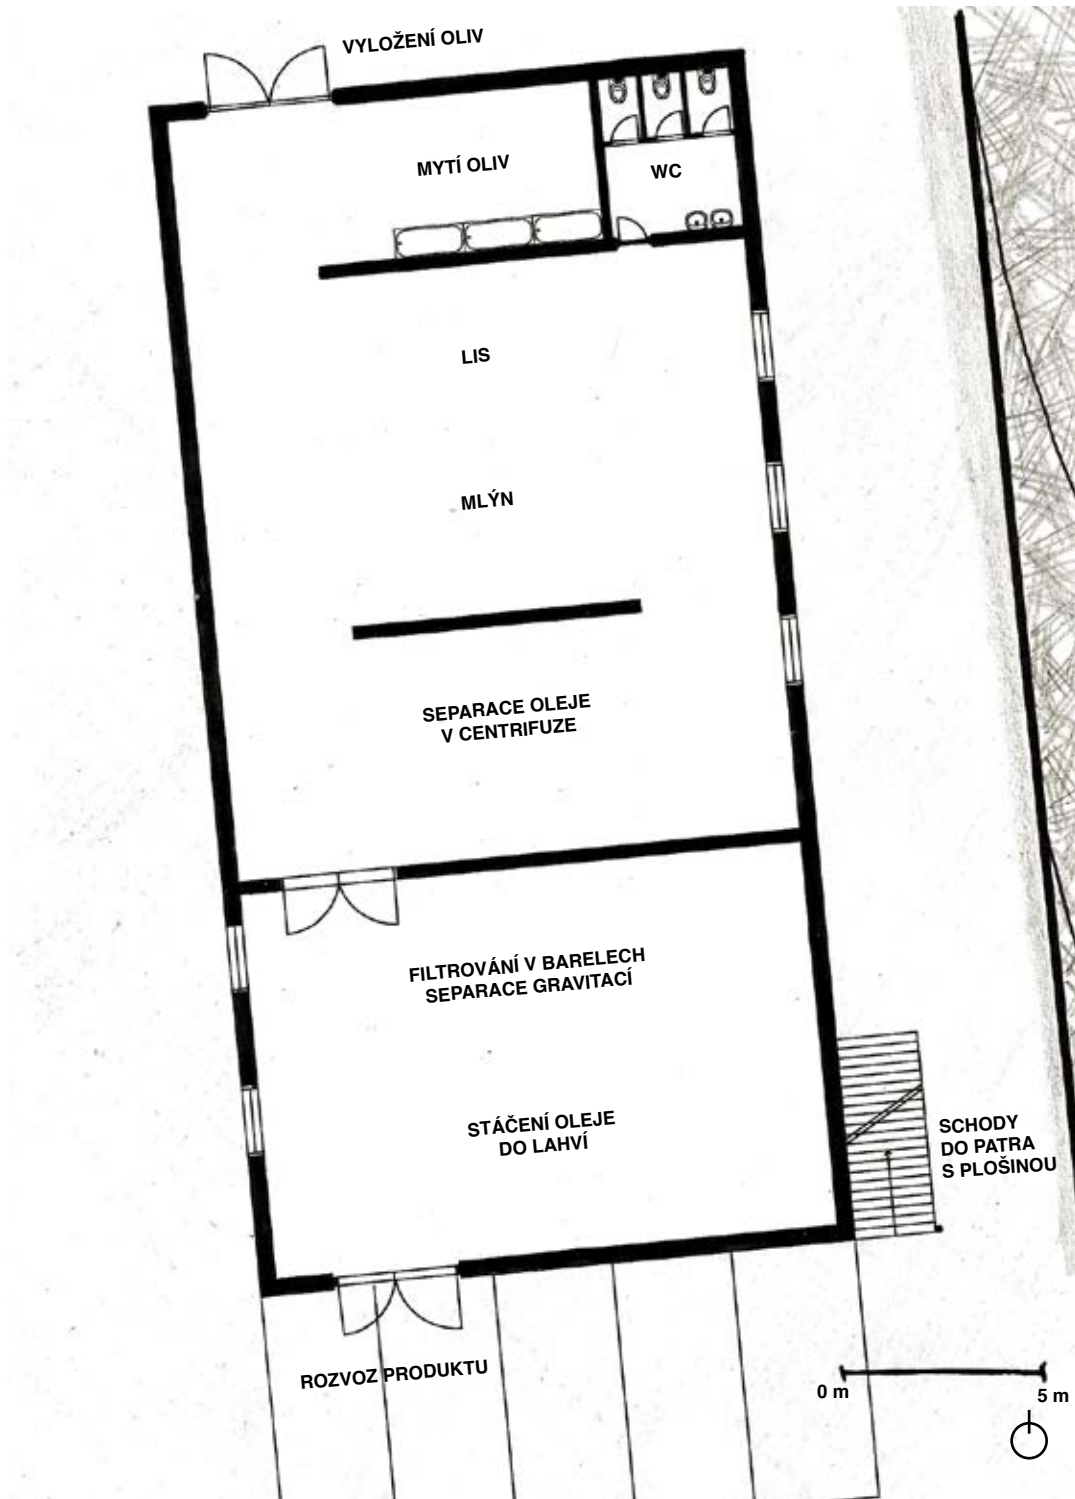 VYLOŽENÍ OLIV
MYTÍ OLIV
WC
LIS
MLÝN
SEPARACE OLEJE
V CENTRIFUZE
FILTROVÁNÍ V BARELECH
SEPARACE GRAVITACÍ
STÁČENÍ OLEJE
DO LAHVÍ
SCHODY
DO PATRA
S PLOŠINOU
ROZVOZ PRODUKTU
0 m
5 m